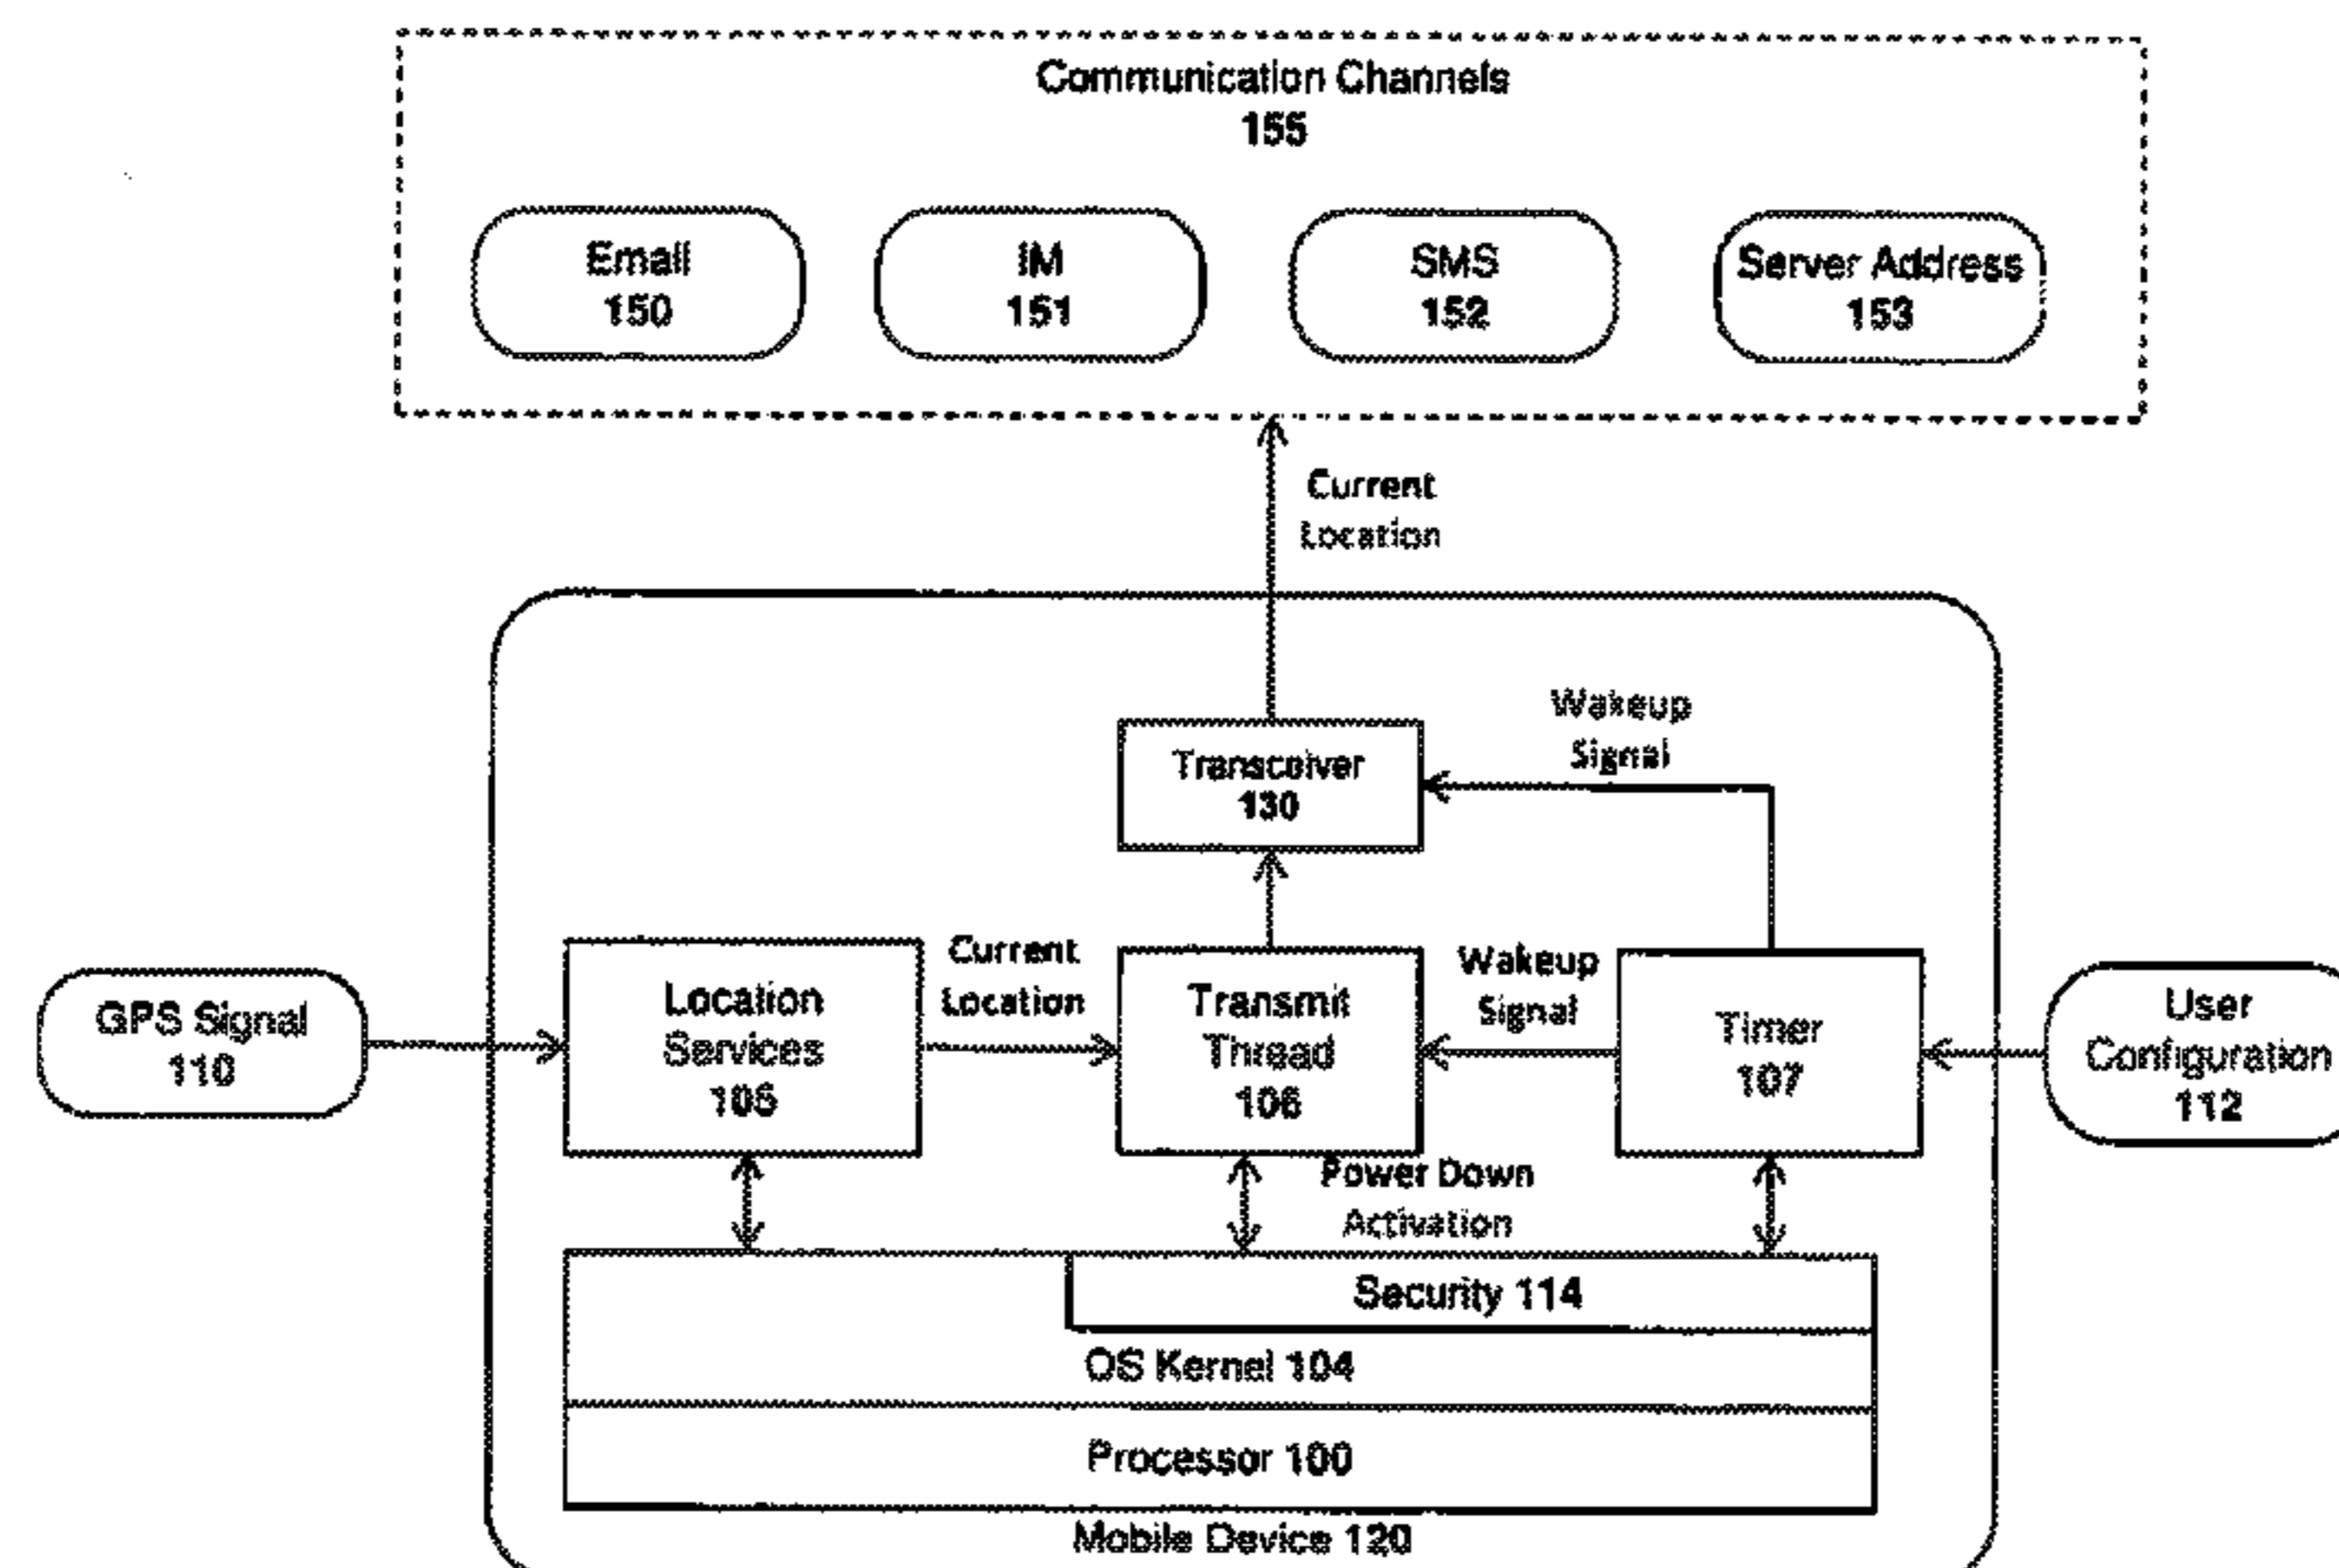 Communication Channels
155
Email
150
IM
151
SMS
152
Server Address
153
Current
Location
Wakeup
Signal
Transceiver
130
GPS Signal
110
Location
Services
105
Current
Location
Transmit
Thread
106
Wakeup
Signal
Timer
107
User
Configuration
112
Power Down
Activation
Security 114
OS Kernel 104
Processor 100
Mobile Device 120